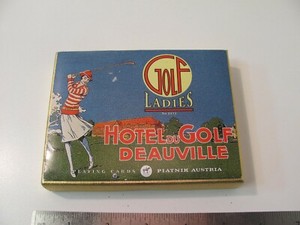 GOLF
LADIES
HOTEL DU GOLF
DEAUVILLE
PLAYING CARDS PIATNIK AUSTRIA